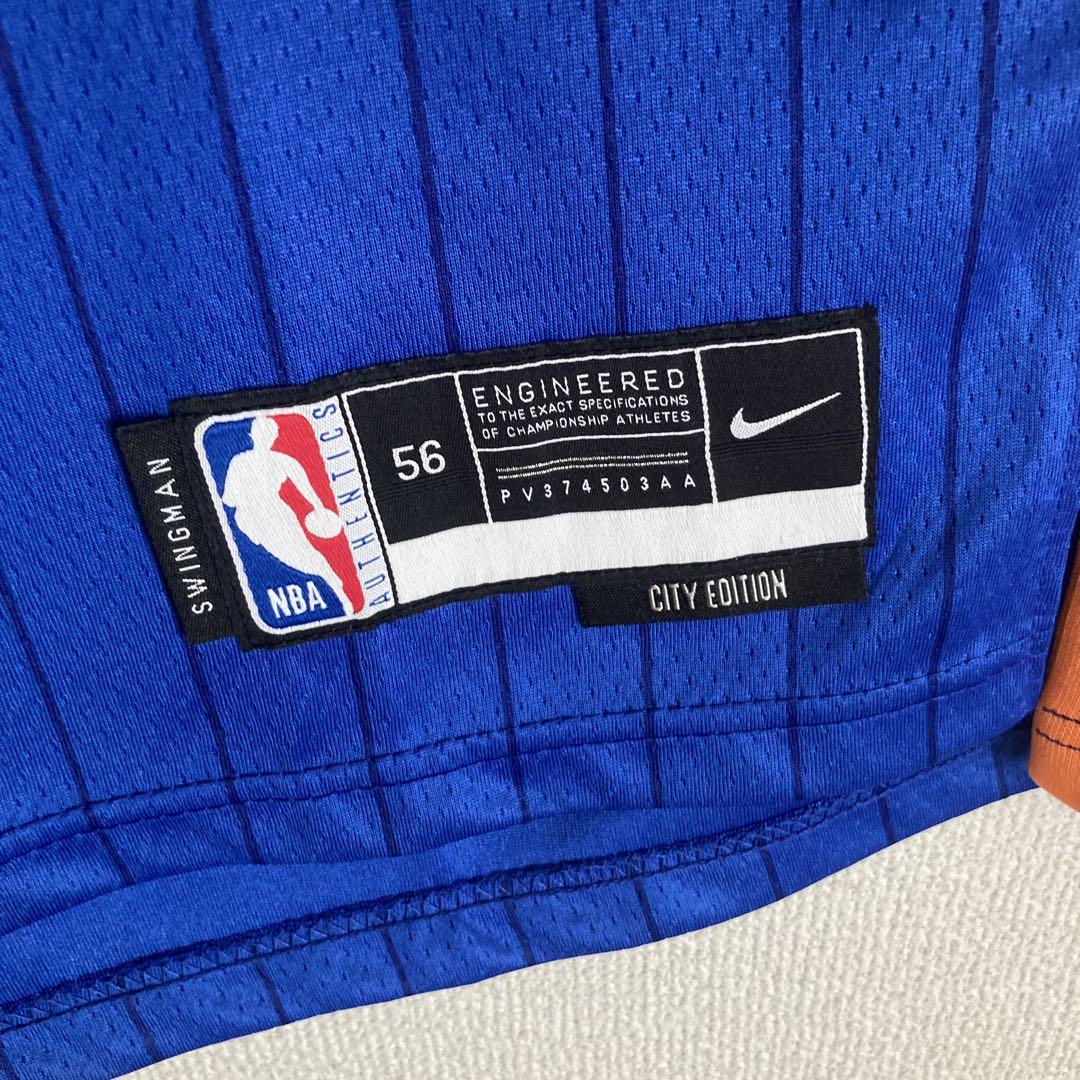 SWINGMAN
NBA
AUTHENTICS
56
ENGINEERED
TO THE EXACT SPECIFICATIONS
OF CHAMPIONSHIP ATHLETES
PV374503AA
CITY EDITION